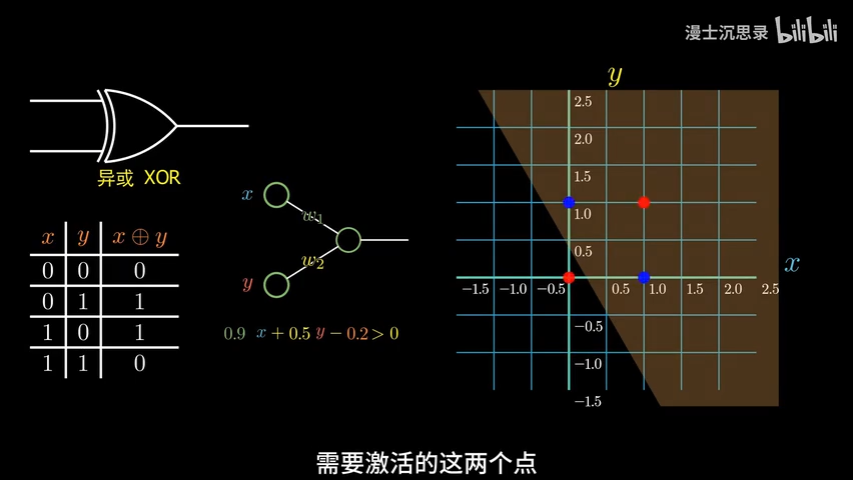 漫士沉思录 bilibili
异或 XOR
x y x ⊕ y
0 0 0
0 1 1
1 0 1
1 1 0
x
w1
w2
y
0.9 x + 0.5 y − 0.2 > 0
y
2.5
2.0
1.5
1.0
0.5
−1.5 −1.0 −0.5 0.5 1.0 1.5 2.0 2.5
x
−0.5
−1.0
−1.5
需要激活的这两个点